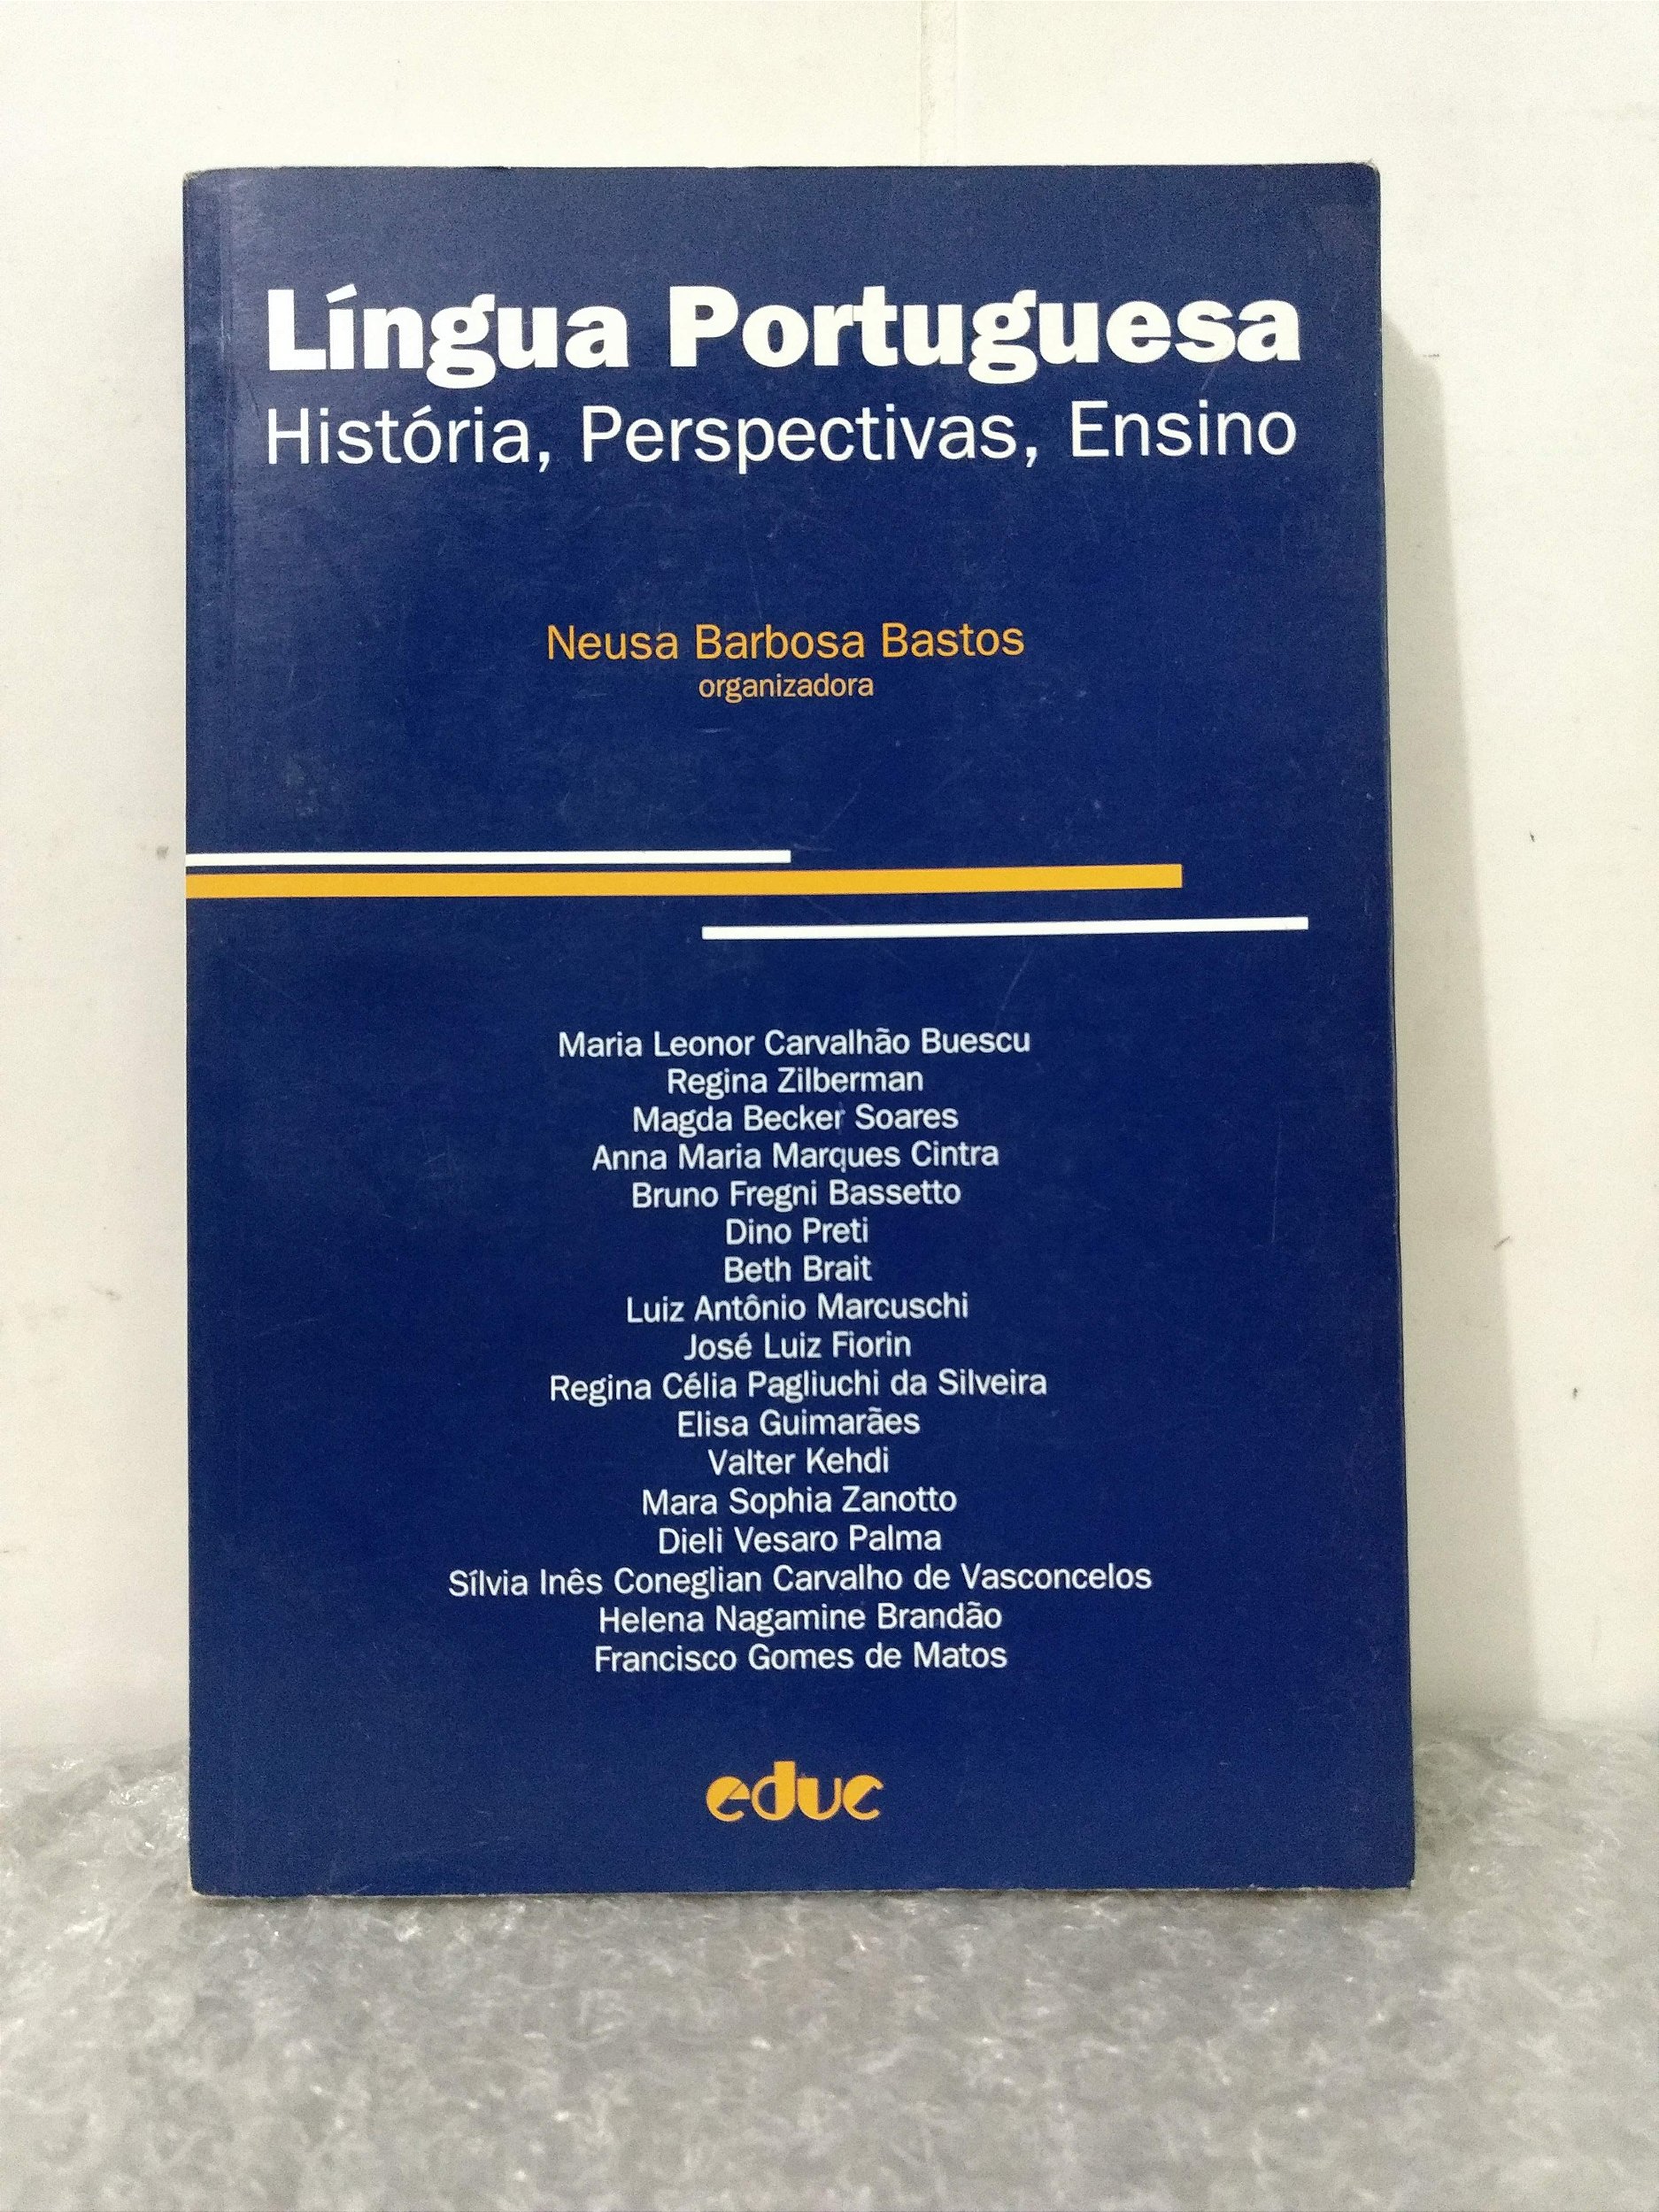 Língua Portuguesa
História, Perspectivas, Ensino
Neusa Barbosa Bastos
organizadora
Maria Leonor Carvalhão Buescu
Regina Zilberman
Magda Becker Soares
Anna Maria Marques Cintra
Bruno Fregni Bassetto
Dino Preti
Beth Brait
Luiz Antônio Marcuschi
José Luiz Fiorin
Regina Célia Pagliuchi da Silveira
Elisa Guimarães
Valter Kehdi
Mara Sophia Zanotto
Dieli Vesaro Palma
Sílvia Inês Coneglian Carvalho de Vasconcelos
Helena Nagamine Brandão
Francisco Gomes de Matos
educ